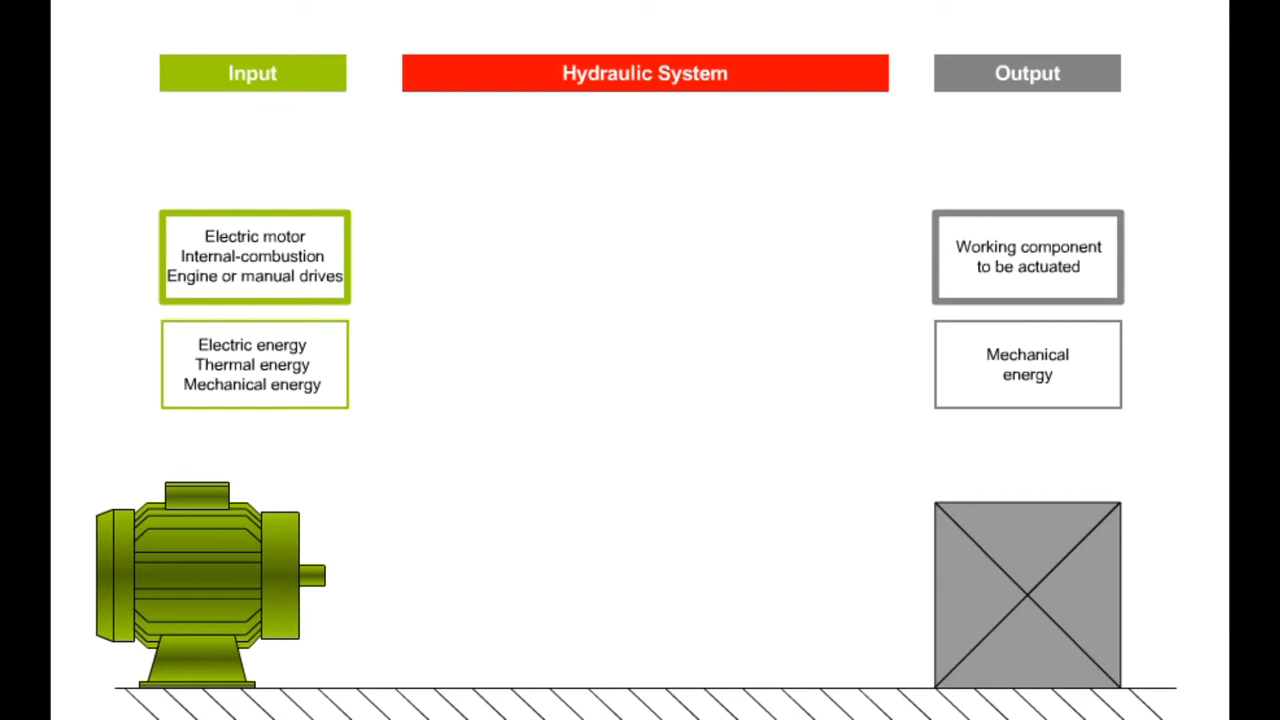 Input
Hydraulic System
Output
Electric motor
Internal-combustion
Engine or manual drives
Working component
to be actuated
Electric energy
Thermal energy
Mechanical energy
Mechanical
energy